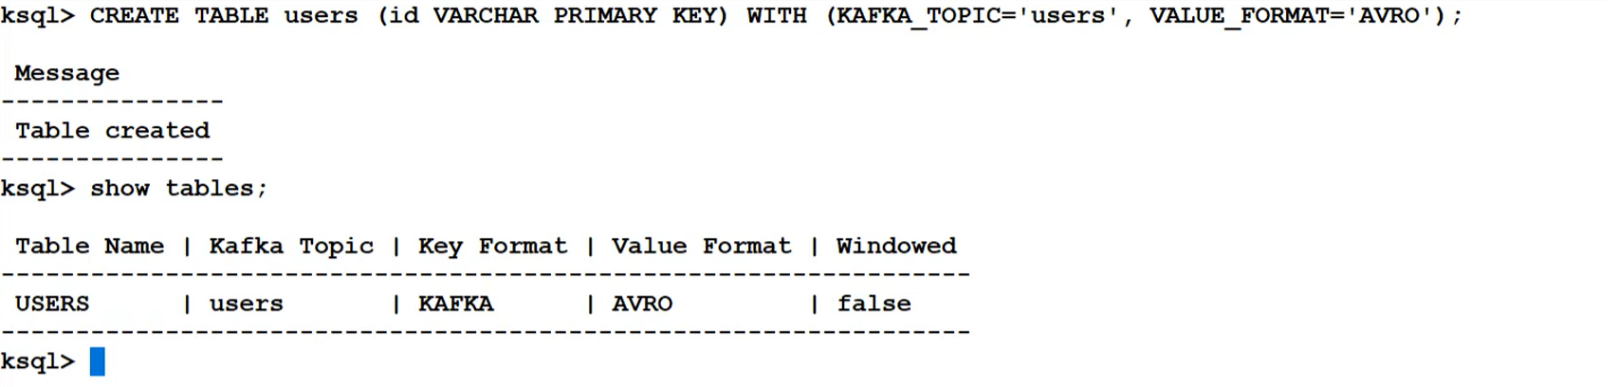 ksql> CREATE TABLE users (id VARCHAR PRIMARY KEY) WITH (KAFKA_TOPIC='users', VALUE_FORMAT='AVRO');
Message
---------------
Table created
---------------
ksql> show tables;
Table Name | Kafka Topic | Key Format | Value Format | Windowed
-----------------------------------------------------------------
USERS      | users       | KAFKA      | AVRO         | false
-----------------------------------------------------------------
ksql>